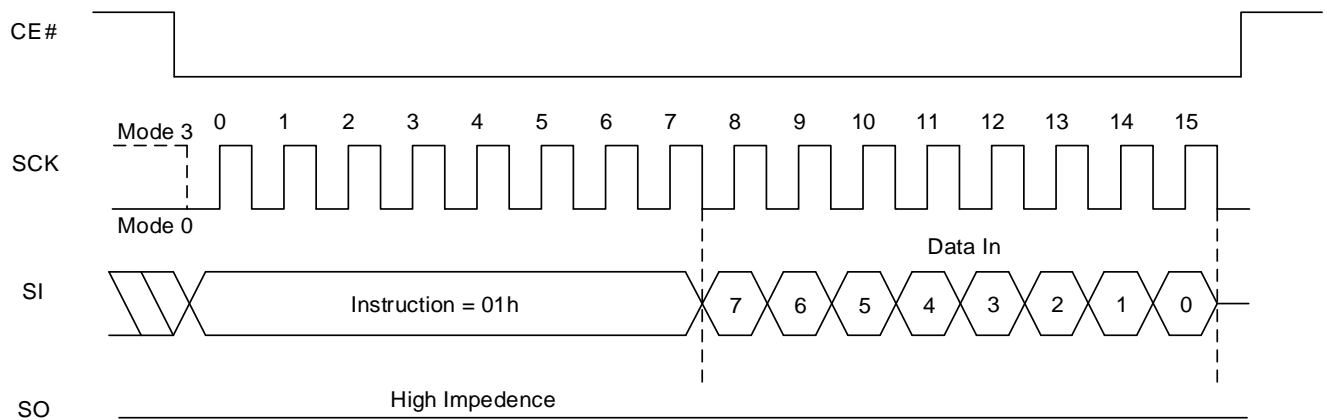 CE#
0 1 2 3 4 5 6 7 8 9 10 11 12 13 14 15
Mode 3
SCK
Mode 0
Data In
SI
Instruction = 01h
7 6 5 4 3 2 1 0
High Impedence
SO